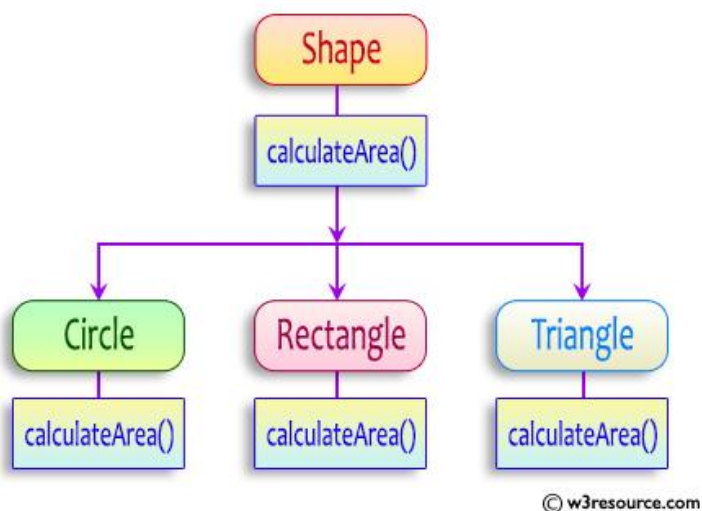 Shape
calculateArea()
Circle
Rectangle
Triangle
calculateArea()
calculateArea()
calculateArea()
© w3resource.com